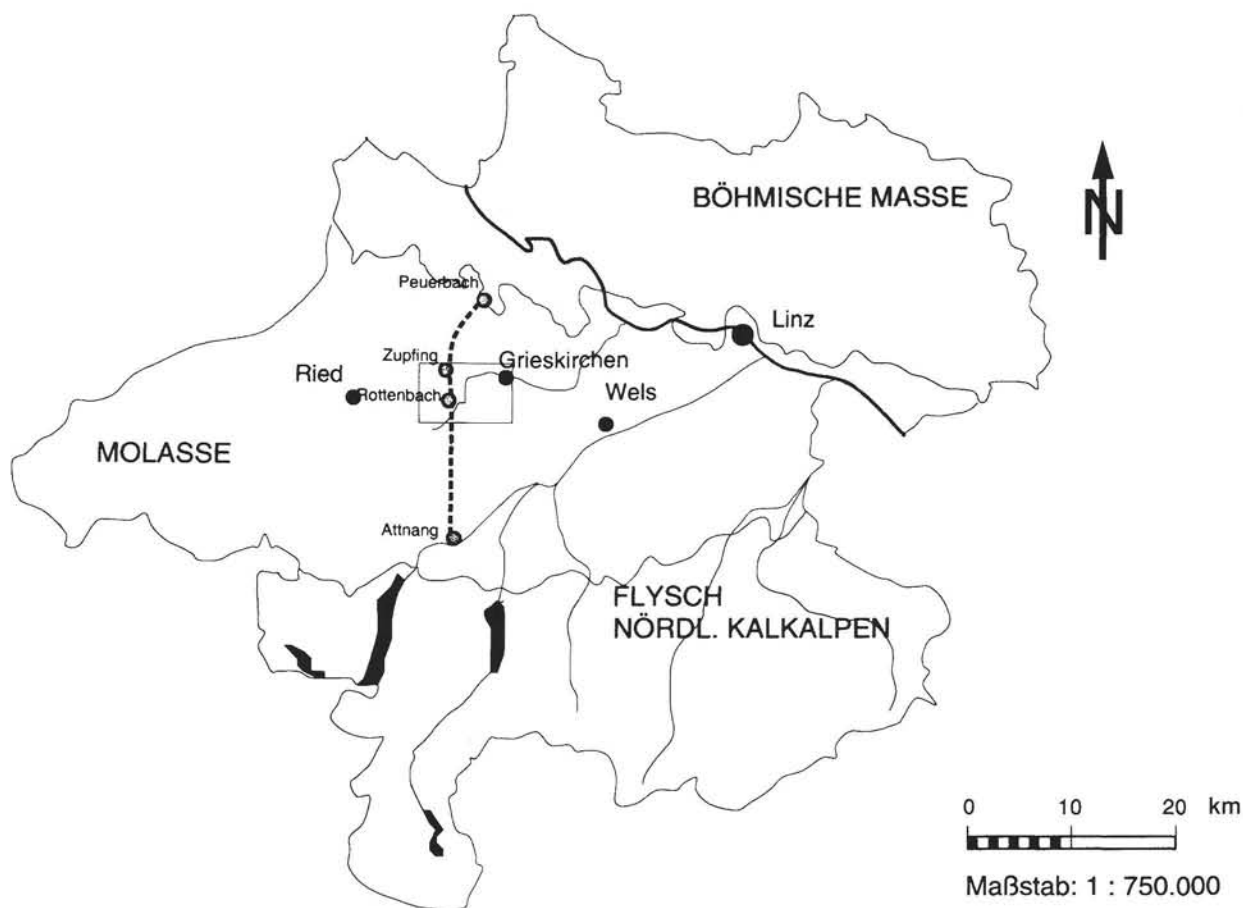 BÖHMISCHE MASSE
N
Peuerbach
Linz
Zupfing
Grieskirchen
Ried
Rottenbach
Wels
MOLASSE
Attnang
FLYSCH
NÖRDL. KALKALPEN
0 10 20 km
Maßstab: 1 : 750.000